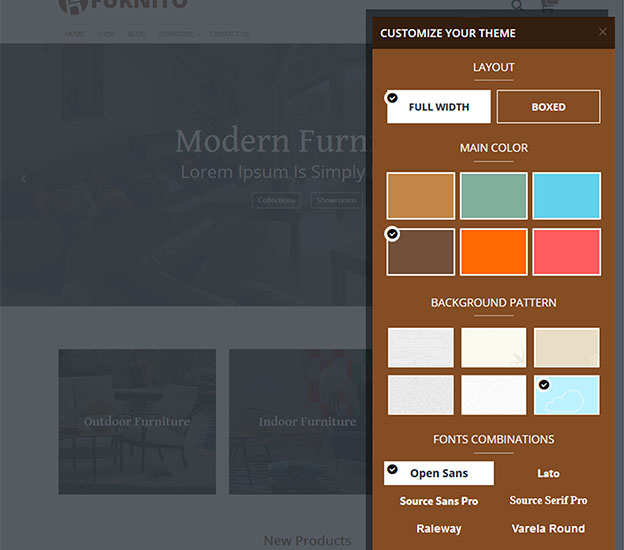 FURNITO
HOME SHOP BLOG FURNITURE CONTACT US
Modern Furni
Lorem Ipsum Is Simply
Collections Showrooms
Outdoor Furniture Indoor Furniture
New Products
CUSTOMIZE YOUR THEME ×
LAYOUT
FULL WIDTH BOXED
MAIN COLOR
BACKGROUND PATTERN
FONTS COMBINATIONS
Open Sans Lato
Source Sans Pro Source Serif Pro
Raleway Varela Round